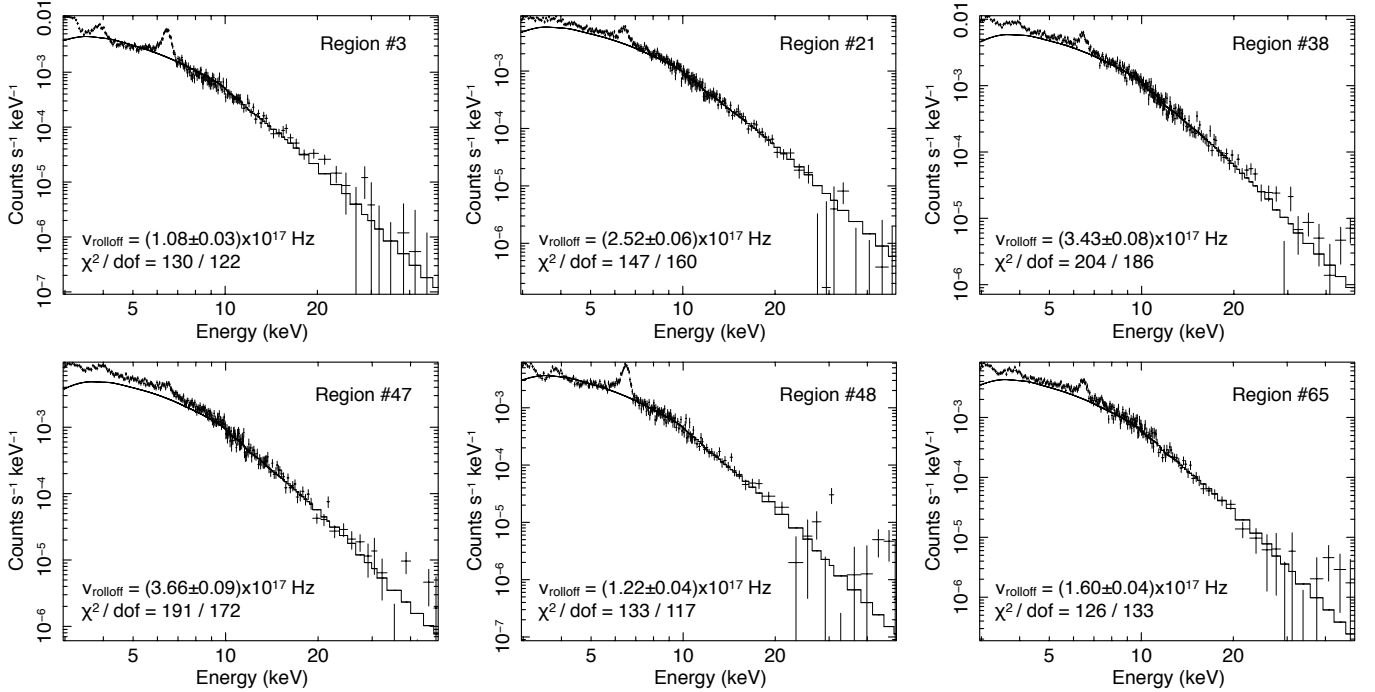 Region #3
Counts s⁻¹ keV⁻¹
0.01
10⁻³
10⁻⁴
10⁻⁵
10⁻⁶
10⁻⁷
νrolloff = (1.08±0.03)x10¹⁷ Hz
χ² / dof = 130 / 122
5 10 20
Energy (keV)
Region #21
Counts s⁻¹ keV⁻¹
10⁻³
10⁻⁴
10⁻⁵
10⁻⁶
νrolloff = (2.52±0.06)x10¹⁷ Hz
χ² / dof = 147 / 160
5 10 20
Energy (keV)
Region #38
Counts s⁻¹ keV⁻¹
0.01
10⁻³
10⁻⁴
10⁻⁵
10⁻⁶
νrolloff = (3.43±0.08)x10¹⁷ Hz
χ² / dof = 204 / 186
5 10 20
Energy (keV)
Region #47
Counts s⁻¹ keV⁻¹
10⁻³
10⁻⁴
10⁻⁵
10⁻⁶
νrolloff = (3.66±0.09)x10¹⁷ Hz
χ² / dof = 191 / 172
5 10 20
Energy (keV)
Region #48
Counts s⁻¹ keV⁻¹
10⁻³
10⁻⁴
10⁻⁵
10⁻⁶
10⁻⁷
νrolloff = (1.22±0.04)x10¹⁷ Hz
χ² / dof = 133 / 117
5 10 20
Energy (keV)
Region #65
Counts s⁻¹ keV⁻¹
10⁻³
10⁻⁴
10⁻⁵
10⁻⁶
νrolloff = (1.60±0.04)x10¹⁷ Hz
χ² / dof = 126 / 133
5 10 20
Energy (keV)